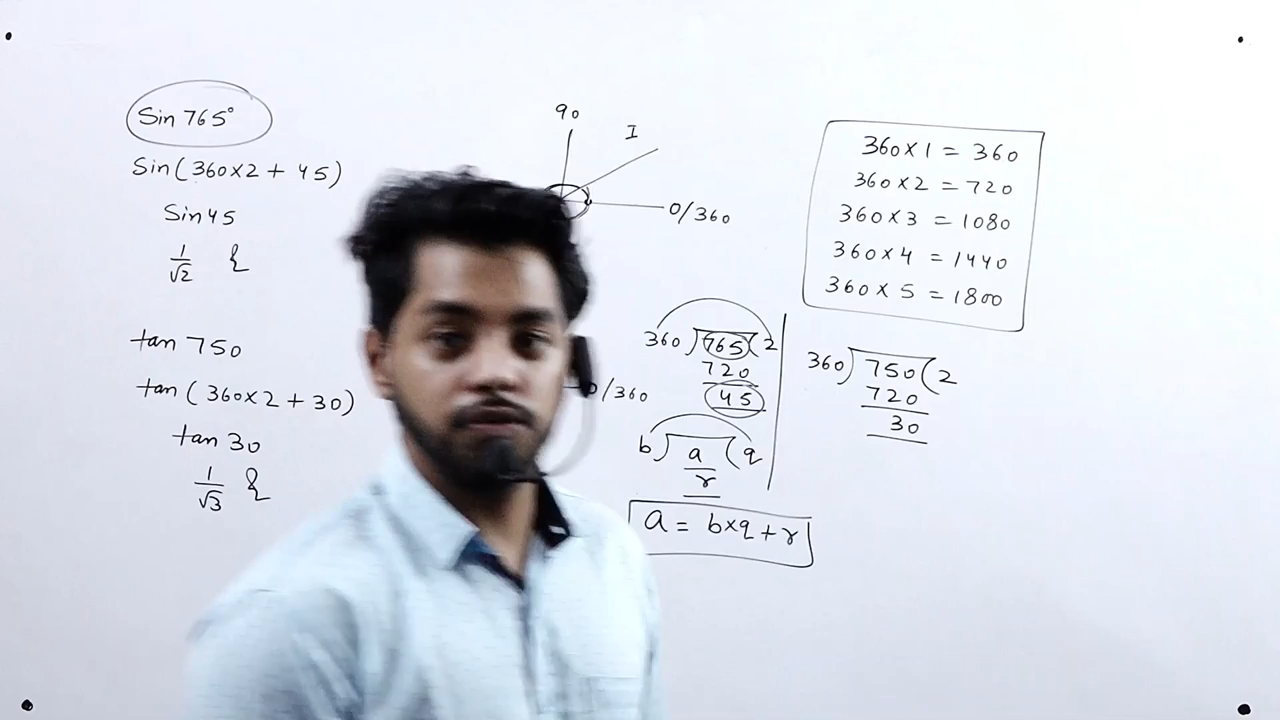 Sin 765°
Sin(360×2 + 45)
Sin45
1/√2
tan 750
tan(360×2 + 30)
tan 30
1/√3
90
I
0/360
0/360
360)765(2
720
45
b)a(q
r
a = b×q + r
360×1 = 360
360×2 = 720
360×3 = 1080
360×4 = 1440
360×5 = 1800
360)750(2
720
30